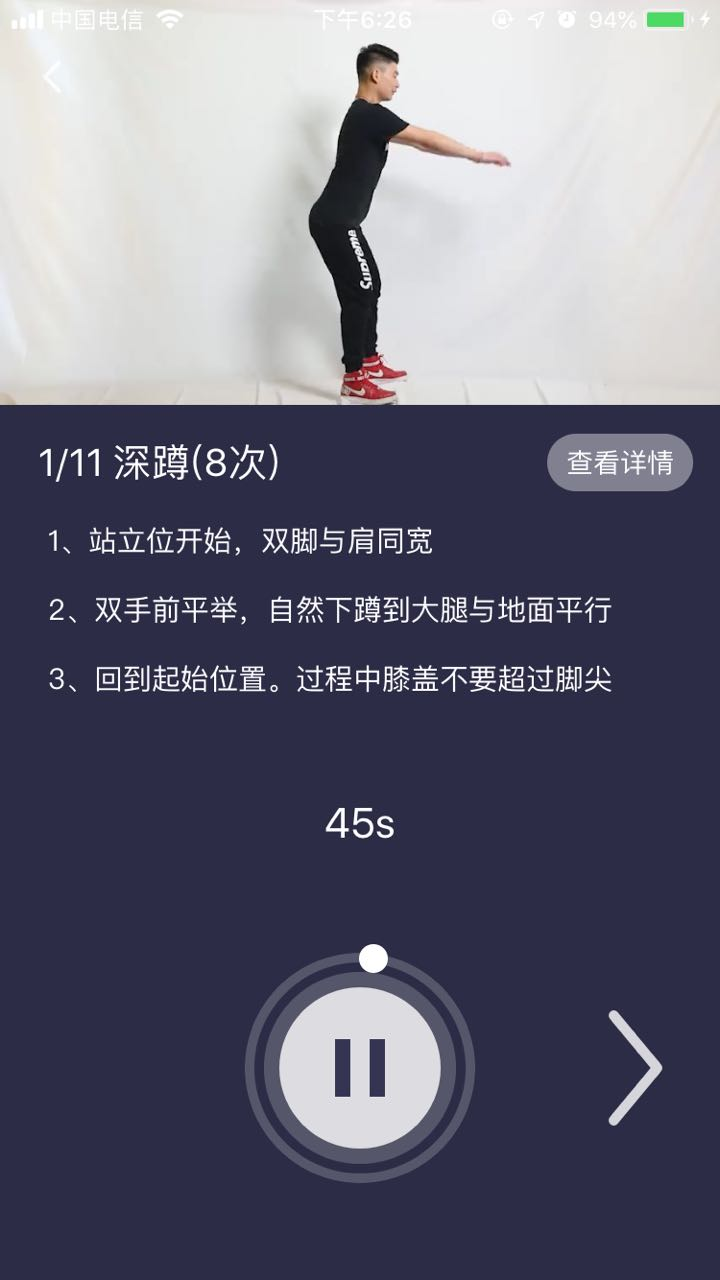 中国电信 下午6:26 94%
Supreme
1/11 深蹲(8次) 查看详情
1、站立位开始，双脚与肩同宽
2、双手前平举，自然下蹲到大腿与地面平行
3、回到起始位置。过程中膝盖不要超过脚尖
45s